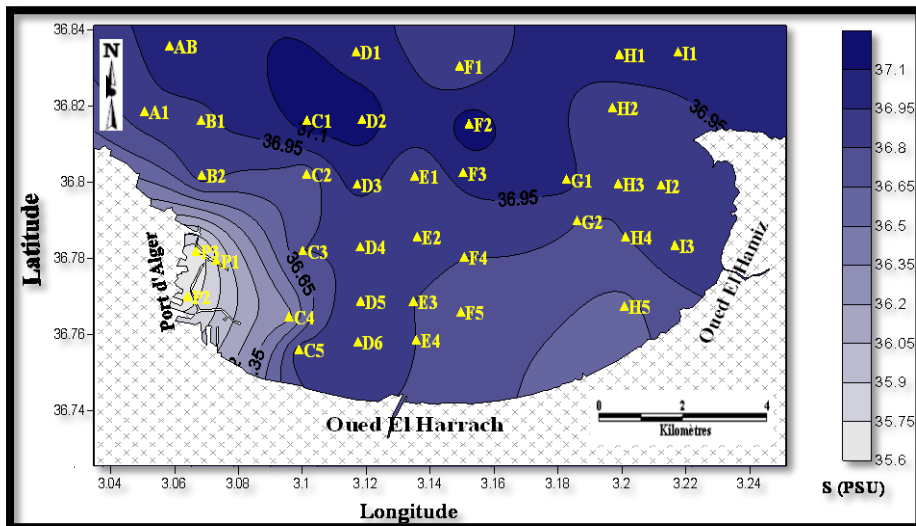 36.84
36.82
36.8
36.78
36.76
36.74
Latitude
N
AB
D1
F1
H1
I1
A1
B1
C1
D2
F2
H2
37.1
36.95
36.95
36.95
B2
C2
D3
E1
F3
G1
H3
I2
G2
P3
P1
C3
D4
E2
F4
H4
I3
36.65
P2
C4
D5
E3
F5
H5
C5
D6
E4
.35
Port d'Alger
Oued El Hamiz
Oued El Harrach
0 2 4
Kilomètres
3.04 3.06 3.08 3.1 3.12 3.14 3.16 3.18 3.2 3.22 3.24
Longitude
37.1
36.95
36.8
36.65
36.5
36.35
36.2
36.05
35.9
35.75
35.6
S (PSU)